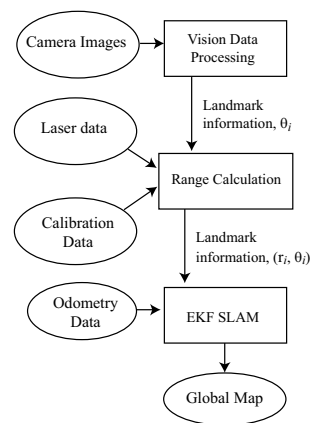 Camera Images
Vision Data
Processing
Landmark
information, θi
Laser data
Range Calculation
Calibration
Data
Landmark
information, (ri, θi)
Odometry
Data
EKF SLAM
Global Map